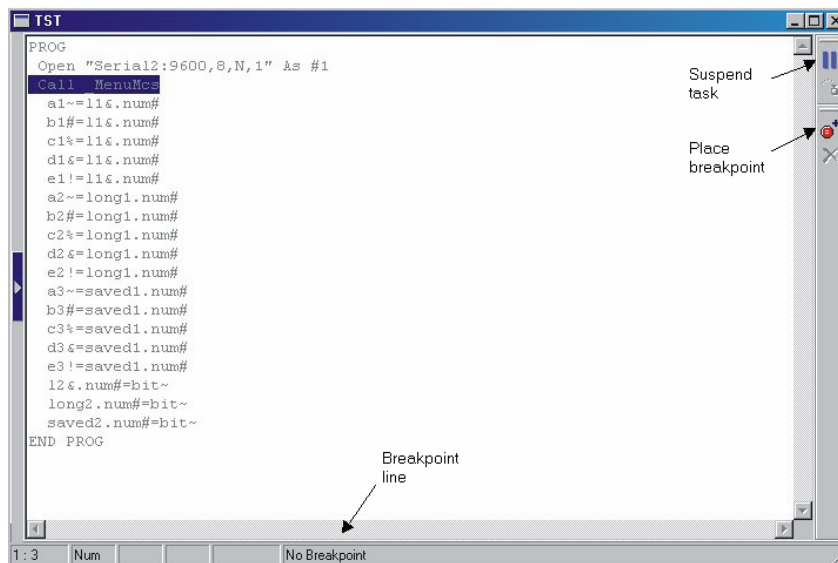 TST
PROG
Open "Serial2:9600,8,N,1" As #1
Call _MenuMcs
a1~=l1&.num#
b1#=l1&.num#
c1%=l1&.num#
d1&=l1&.num#
e1!=l1&.num#
a2~=long1.num#
b2#=long1.num#
c2%=long1.num#
d2&=long1.num#
e2!=long1.num#
a3~=saved1.num#
b3#=saved1.num#
c3%=saved1.num#
d3&=saved1.num#
e3!=saved1.num#
l2&.num#=bit~
long2.num#=bit~
saved2.num#=bit~
END PROG
Suspend
task
Place
breakpoint
Breakpoint
line
1 : 3 Num No Breakpoint